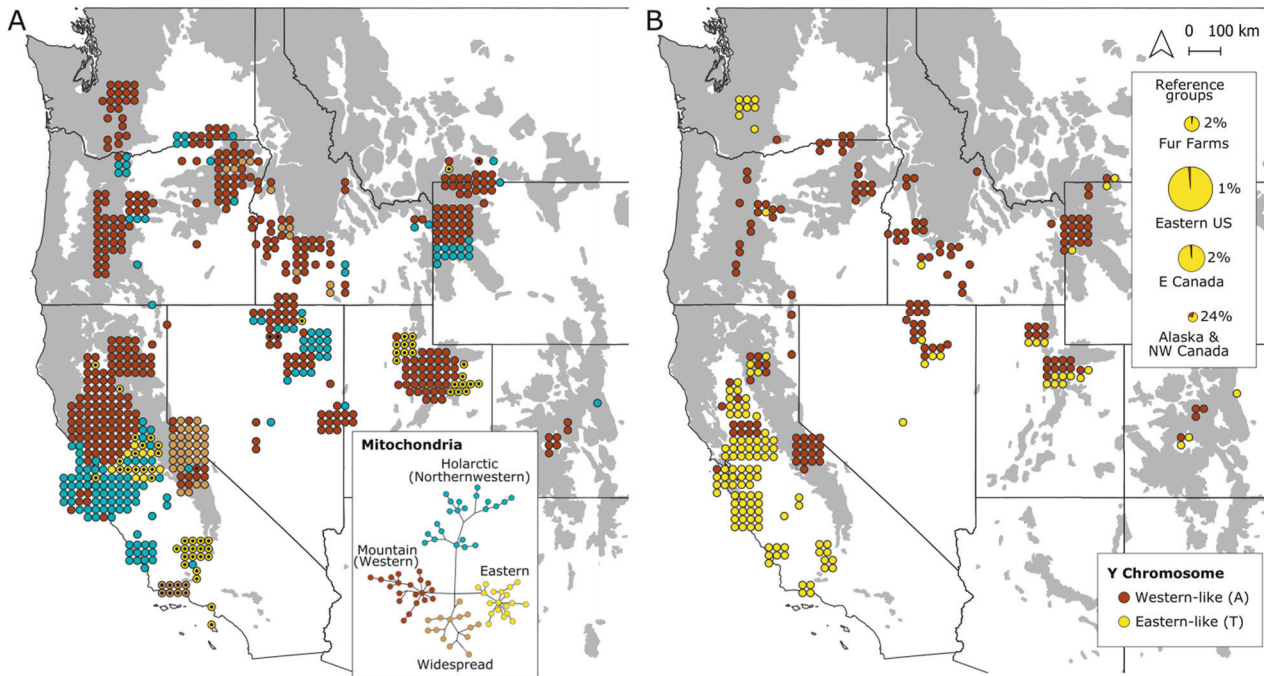 A
Mitochondria
Holarctic
(Northernwestern)
Mountain
(Western)
Eastern
Widespread
B
0 100 km
Reference
groups
2%
Fur Farms
1%
Eastern US
2%
E Canada
24%
Alaska &
NW Canada
Y Chromosome
Western-like (A)
Eastern-like (T)